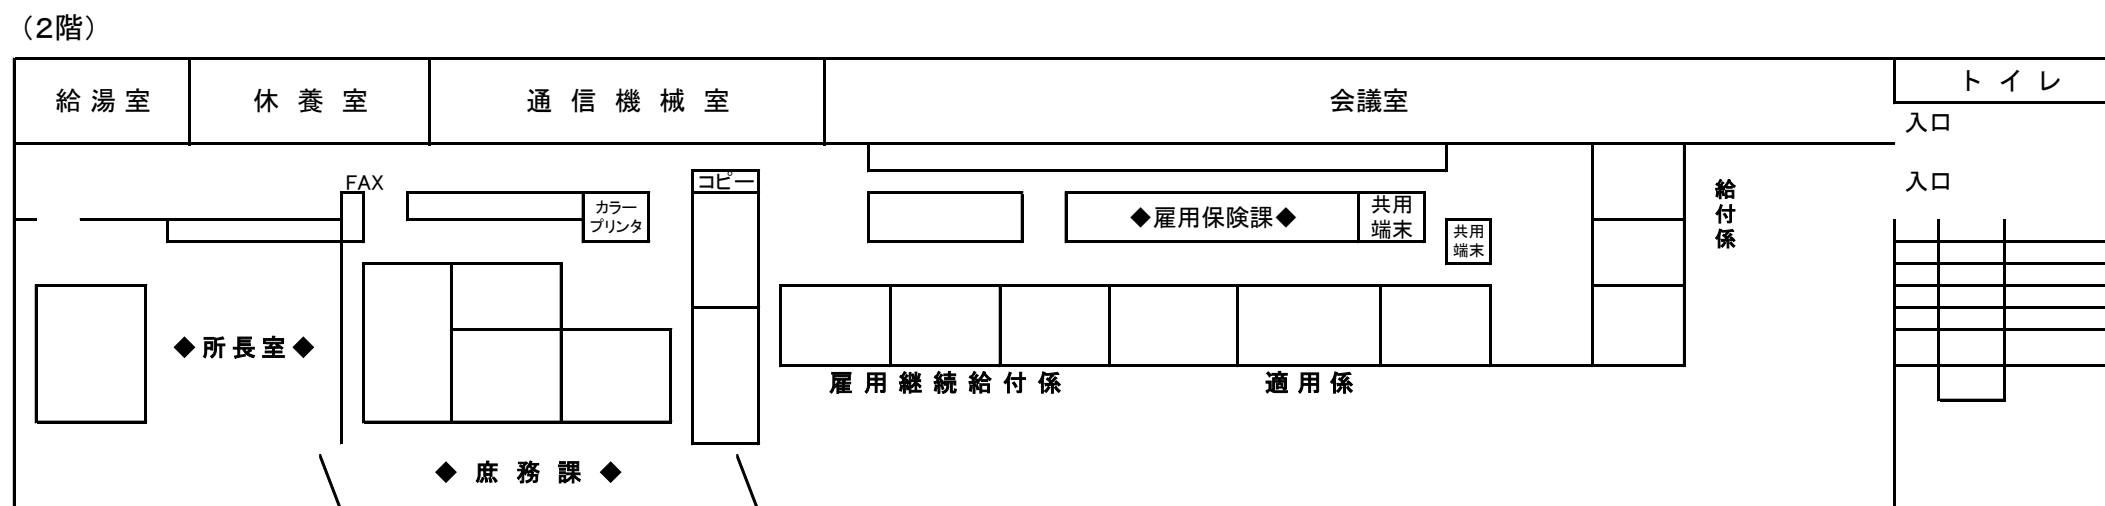 （２階）
給湯室
休養室
通信機械室
会議室
トイレ
入口
入口
FAX
カラー
プリンタ
コピー
◆雇用保険課◆
共用
端末
共用
端末
給付係
◆所長室◆
雇用継続給付係
適用係
◆庶務課◆